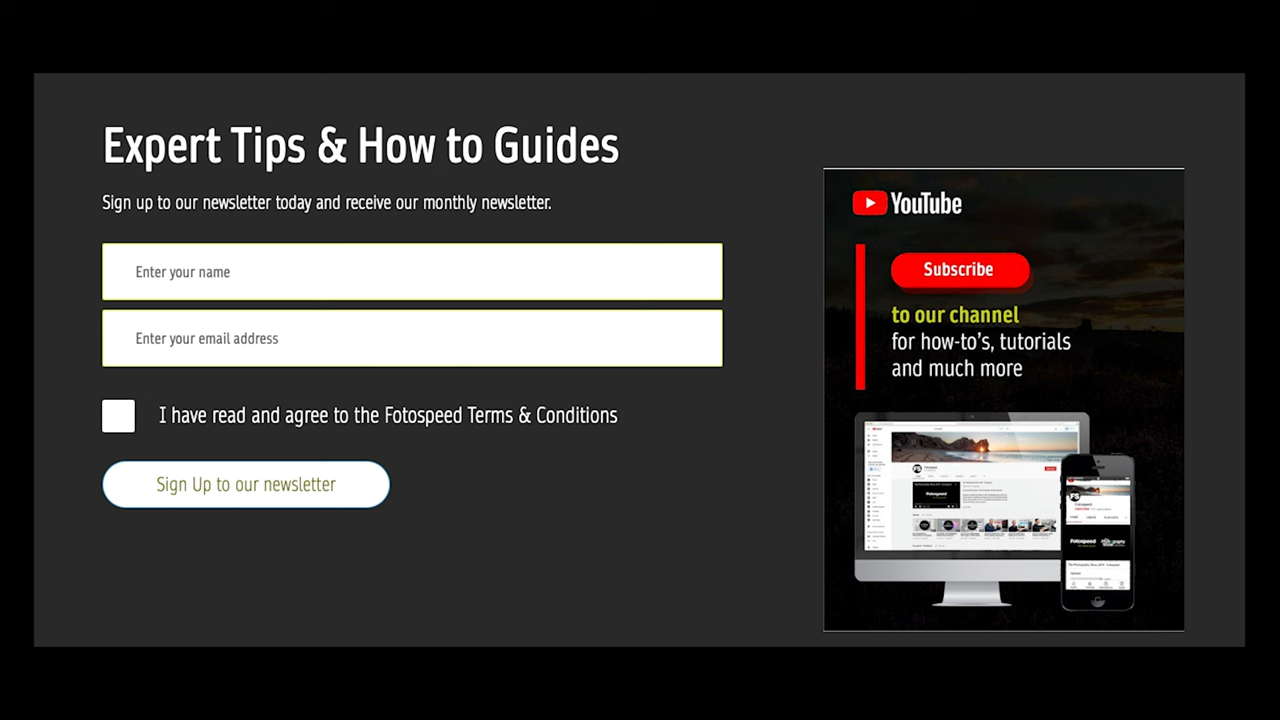 Expert Tips & How to Guides
Sign up to our newsletter today and receive our monthly newsletter.
Enter your name
Enter your email address
I have read and agree to the Fotospeed Terms & Conditions
Sign Up to our newsletter
YouTube
Subscribe
to our channel
for how-to's, tutorials
and much more
Fotospeed
Fotospeed